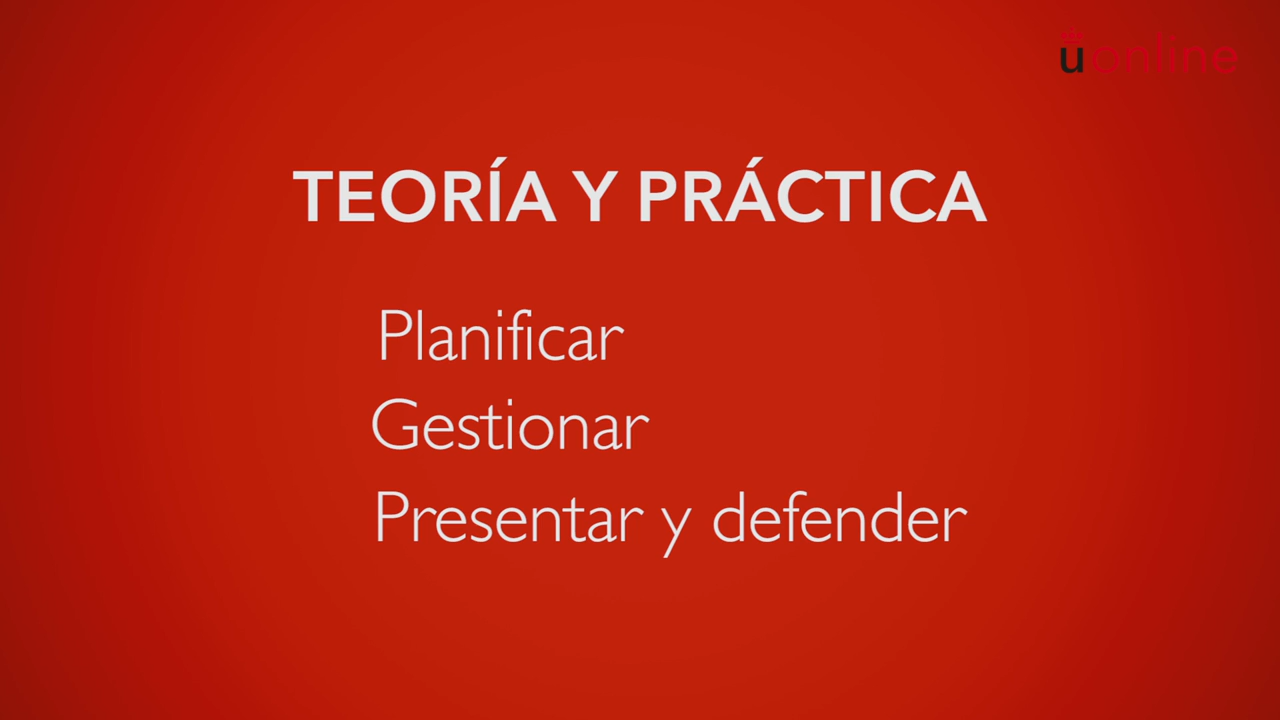 uonline
TEORÍA Y PRÁCTICA
Planificar
Gestionar
Presentar y defender